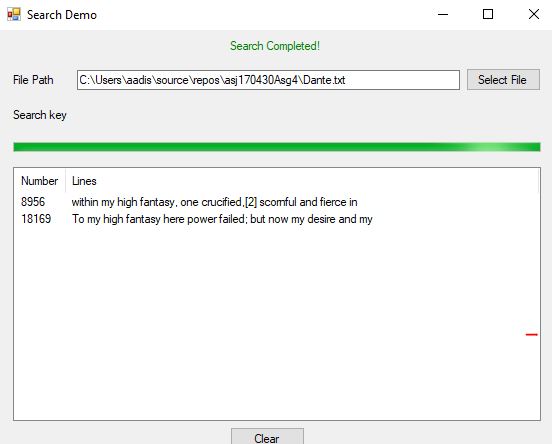 Search Demo
Search Completed!
File Path C:\Users\aadis\source\repos\asj170430Asg4\Dante.txt Select File
Search key
Number Lines
8956 within my high fantasy, one crucified,[2] scornful and fierce in
18169 To my high fantasy here power failed; but now my desire and my
Clear